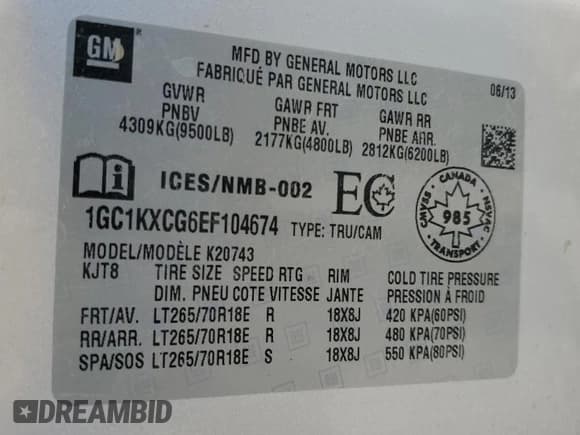 GM
MFD BY GENERAL MOTORS LLC
FABRIQUÉ PAR GENERAL MOTORS LLC
06/13
GVWR
PNBV
4309KG(9500LB)
GAWR FRT
PNBE AV.
2177KG(4800LB)
GAWR RR
PNBE ARR.
2812KG(6200LB)
ICES/NMB-002
EC
1GC1KXCG6EF104674 TYPE: TRU/CAM
CANADA
CMVSS
NSVAC
985
TRANSPORT
MODEL/MODÈLE K20743
KJT8 TIRE SIZE SPEED RTG RIM COLD TIRE PRESSURE
DIM. PNEU COTE VITESSE JANTE PRESSION À FROID
FRT/AV. LT265/70R18E R 18X8J 420 KPA(60PSI)
RR/ARR. LT265/70R18E R 18X8J 480 KPA(70PSI)
SPA/SOS LT265/70R18E S 18X8J 550 KPA(80PSI)
DREAMBID